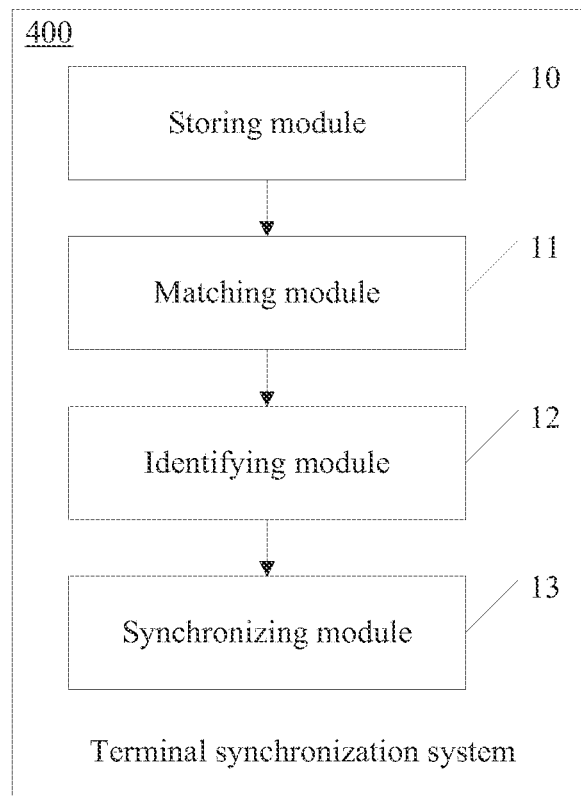 400
10
Storing module
11
Matching module
12
Identifying module
13
Synchronizing module
Terminal synchronization system